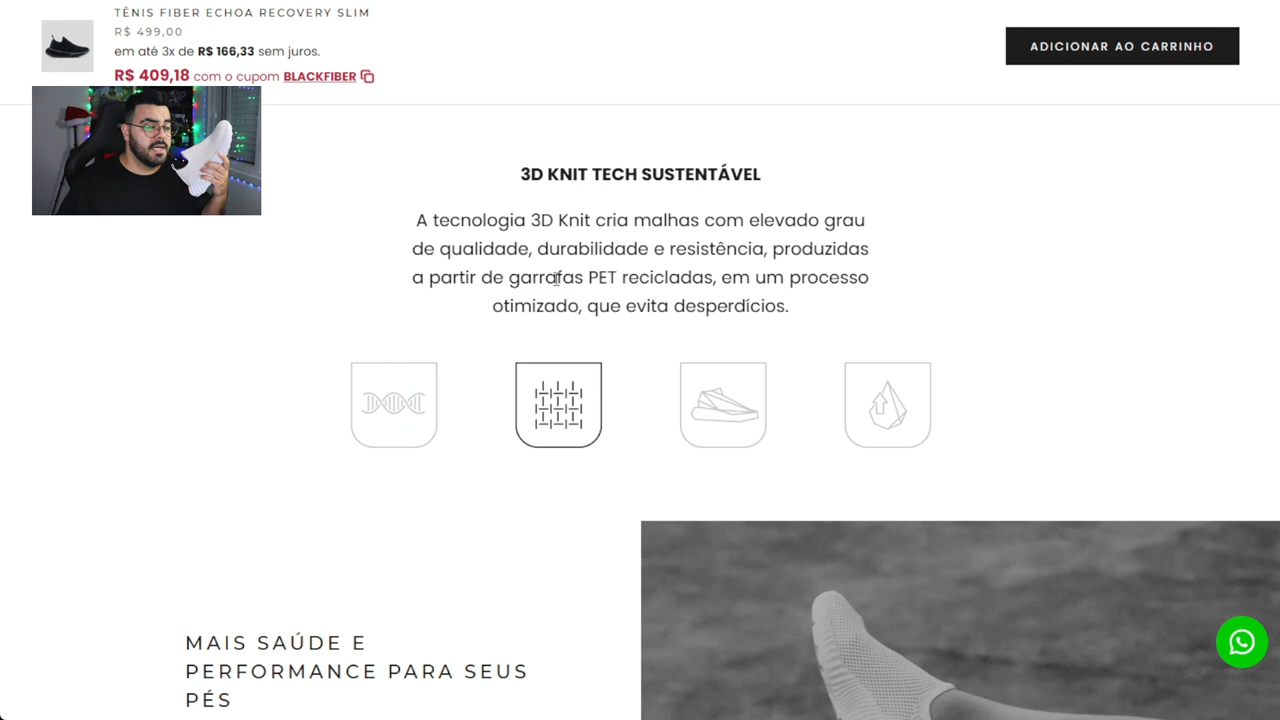 TÊNIS FIBER ECHOA RECOVERY SLIM
R$ 499,00
em até 3x de R$ 166,33 sem juros.
R$ 409,18 com o cupom BLACKFIBER
ADICIONAR AO CARRINHO
3D KNIT TECH SUSTENTÁVEL
A tecnologia 3D Knit cria malhas com elevado grau
de qualidade, durabilidade e resistência, produzidas
a partir de garrafas PET recicladas, em um processo
otimizado, que evita desperdícios.
MAIS SAÚDE E
PERFORMANCE PARA SEUS
PÉS